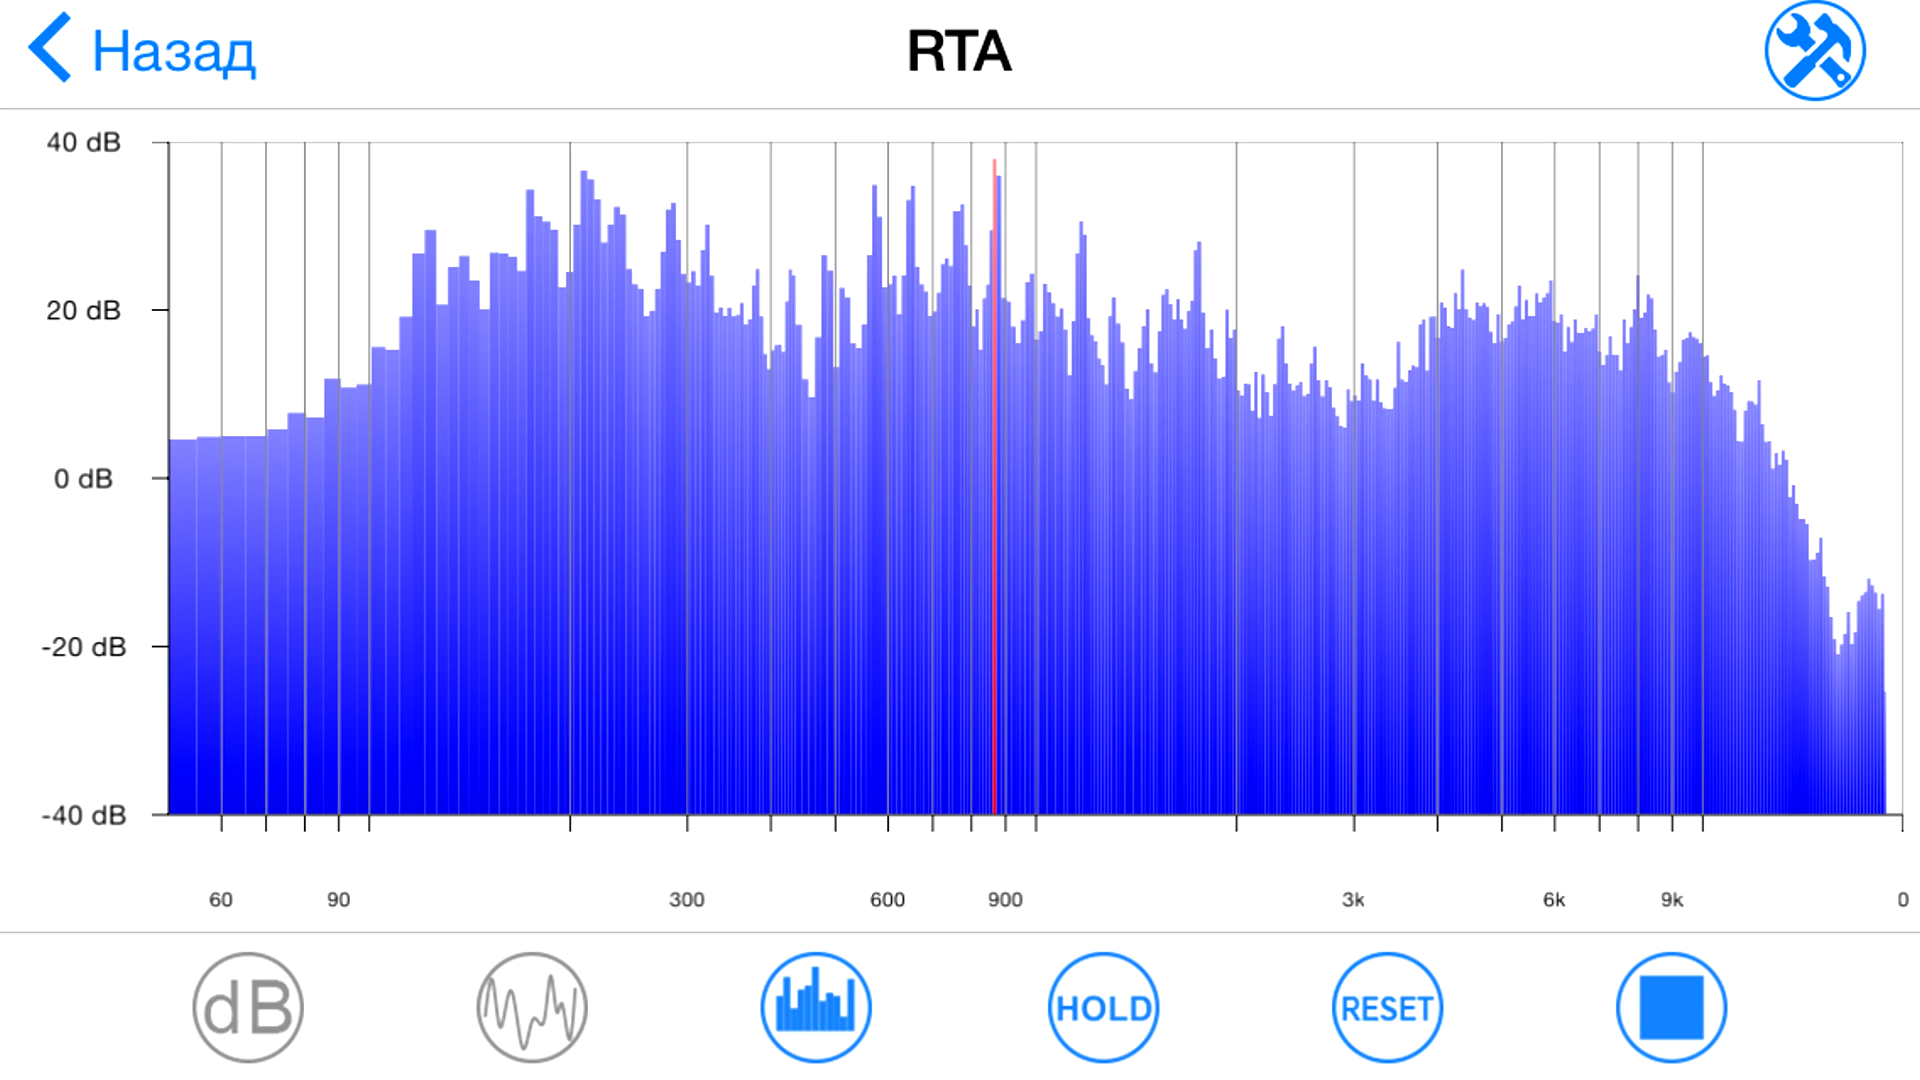 Назад
RTA
40 dB
20 dB
0 dB
-20 dB
-40 dB
60 90 300 600 900 3k 6k 9k 0
dB HOLD RESET